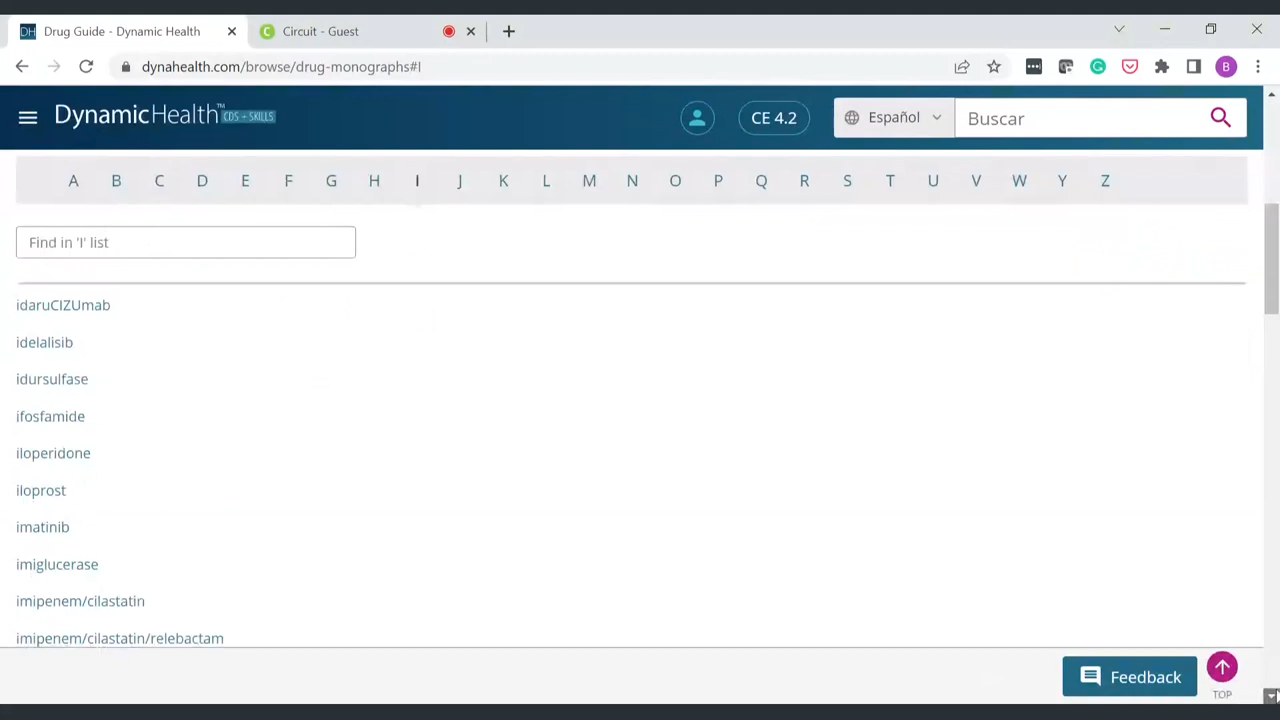 Drug Guide - Dynamic Health
Circuit - Guest
dynahealth.com/browse/drug-monographs#I
B
DynamicHealth™ CDS + SKILLS
CE 4.2
Español
Buscar
A B C D E F G H I J K L M N O P Q R S T U V W Y Z
Find in 'I' list
idaruCIZUmab
idelalisib
idursulfase
ifosfamide
iloperidone
iloprost
imatinib
imiglucerase
imipenem/cilastatin
imipenem/cilastatin/relebactam
Feedback
TOP